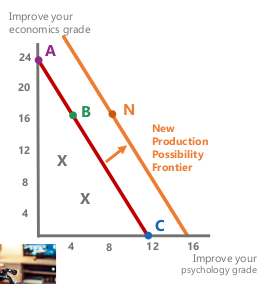 Improve your
economics grade
A
24
20
B
N
16
New
Production
Possibility
Frontier
12
X
8
X
4
C
4
8
12
16
Improve your
psychology grade